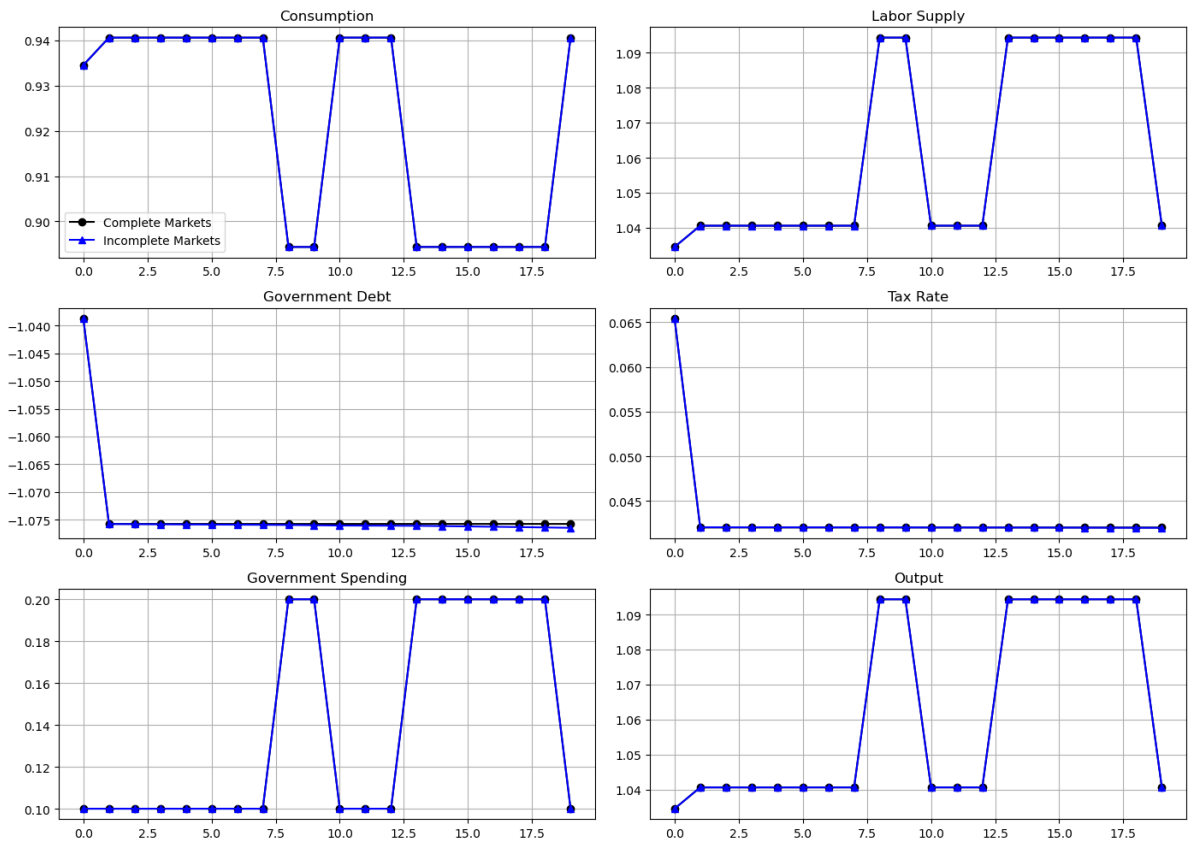 Consumption
0.94
0.93
0.92
0.91
0.90
Complete Markets
Incomplete Markets
0.0 2.5 5.0 7.5 10.0 12.5 15.0 17.5
Labor Supply
1.09
1.08
1.07
1.06
1.05
1.04
0.0 2.5 5.0 7.5 10.0 12.5 15.0 17.5
Government Debt
−1.040
−1.045
−1.050
−1.055
−1.060
−1.065
−1.070
−1.075
0.0 2.5 5.0 7.5 10.0 12.5 15.0 17.5
Tax Rate
0.065
0.060
0.055
0.050
0.045
0.0 2.5 5.0 7.5 10.0 12.5 15.0 17.5
Government Spending
0.20
0.18
0.16
0.14
0.12
0.10
0.0 2.5 5.0 7.5 10.0 12.5 15.0 17.5
Output
1.09
1.08
1.07
1.06
1.05
1.04
0.0 2.5 5.0 7.5 10.0 12.5 15.0 17.5